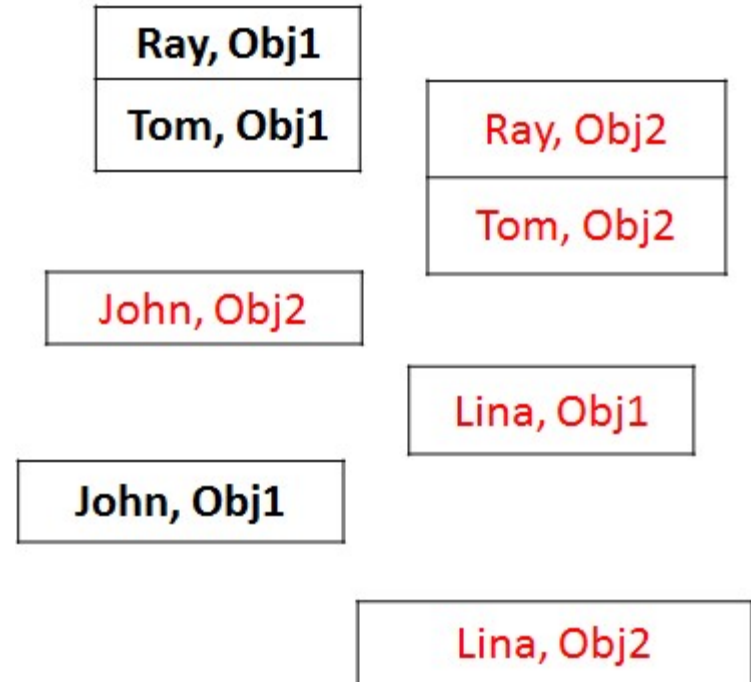 Ray, Obj1
Tom, Obj1
Ray, Obj2
Tom, Obj2
John, Obj2
Lina, Obj1
John, Obj1
Lina, Obj2